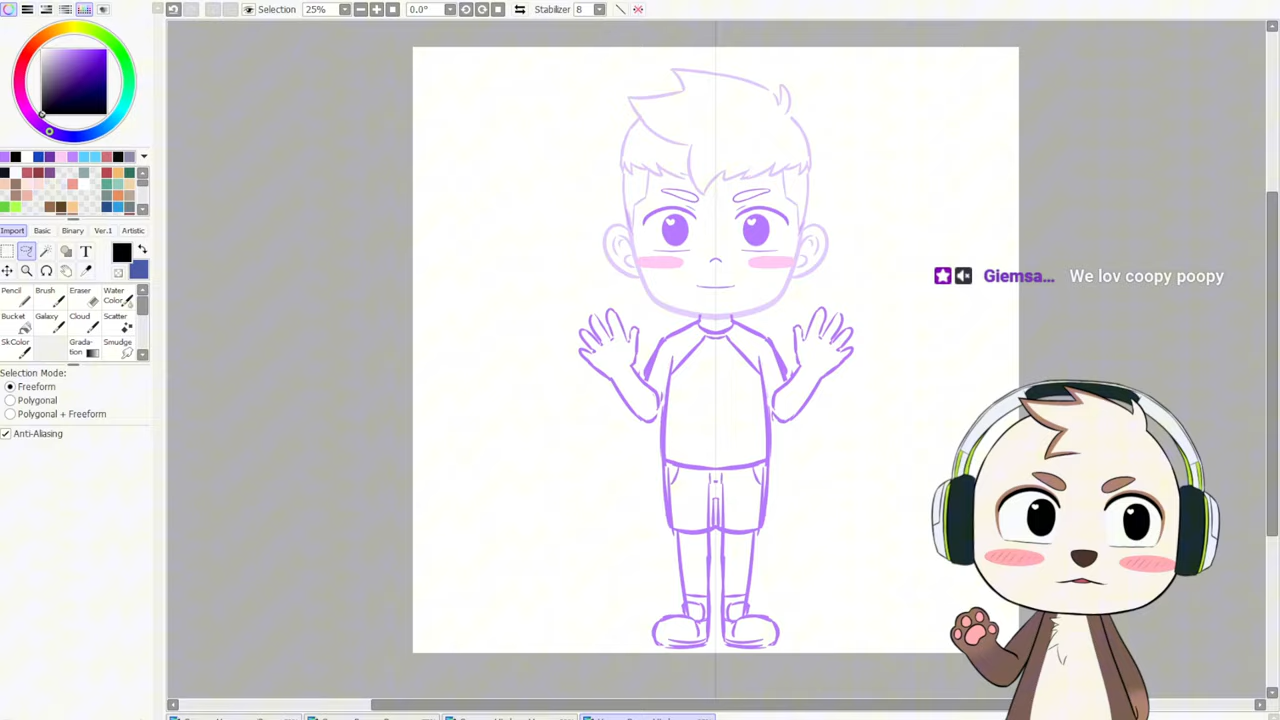 Selection 25% 0.0° Stabilizer 8
Import Basic Binary Ver.1 Artistic
T
Pencil Brush Eraser Water Color
Bucket Galaxy Cloud Scatter
SkColor Grada-tion Smudge
Selection Mode:
Freeform
Polygonal
Polygonal + Freeform
Anti-Aliasing
Giemsa... We lov coopy poopy